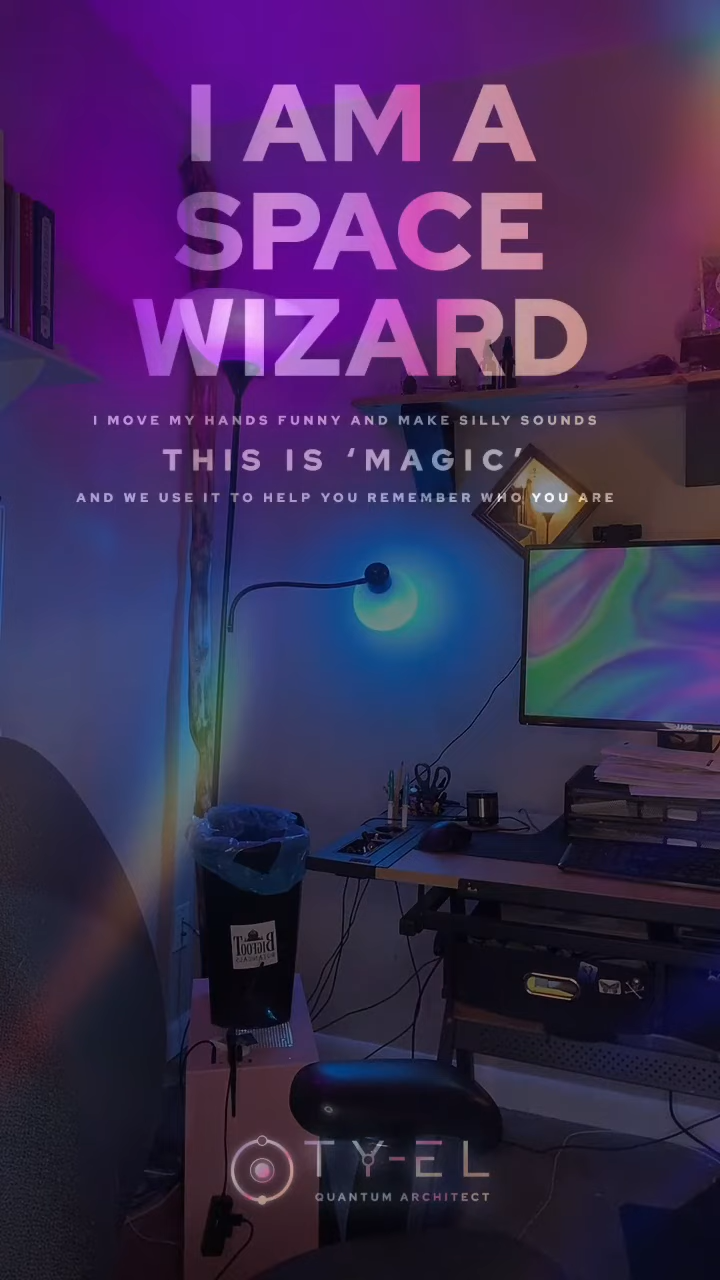 I AM A
SPACE
WIZARD
I MOVE MY HANDS FUNNY AND MAKE SILLY SOUNDS
THIS IS ‘MAGIC’
AND WE USE IT TO HELP YOU REMEMBER WHO YOU ARE
BIGFOOT
TY-EL
QUANTUM ARCHITECT